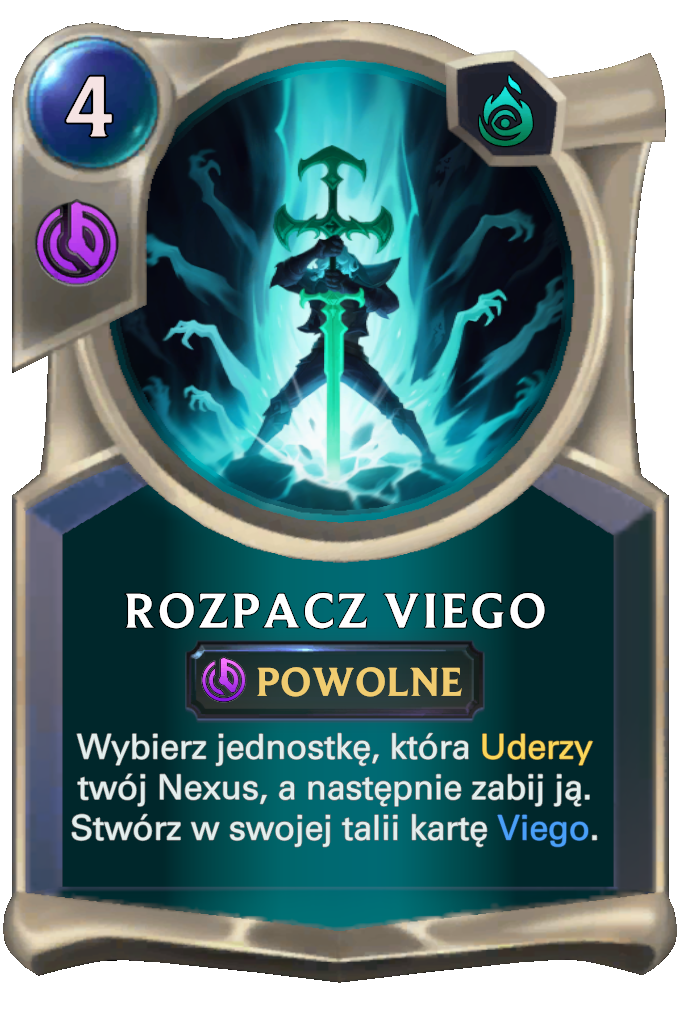 4
ROZPACZ VIEGO
POWOLNE
Wybierz jednostkę, która Uderzy
twój Nexus, a następnie zabij ją.
Stwórz w swojej talii kartę Viego.